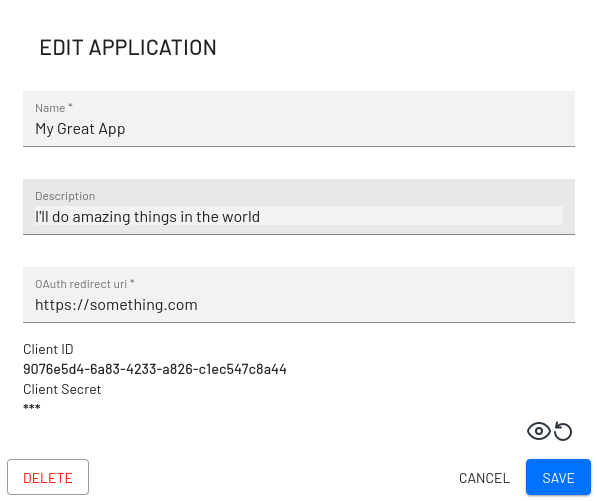 EDIT APPLICATION
Name *
My Great App
Description
I'll do amazing things in the world
OAuth redirect uri *
https://something.com
Client ID
9076e5d4-6a83-4233-a826-c1ec547c8a44
Client Secret
***
DELETE
CANCEL
SAVE